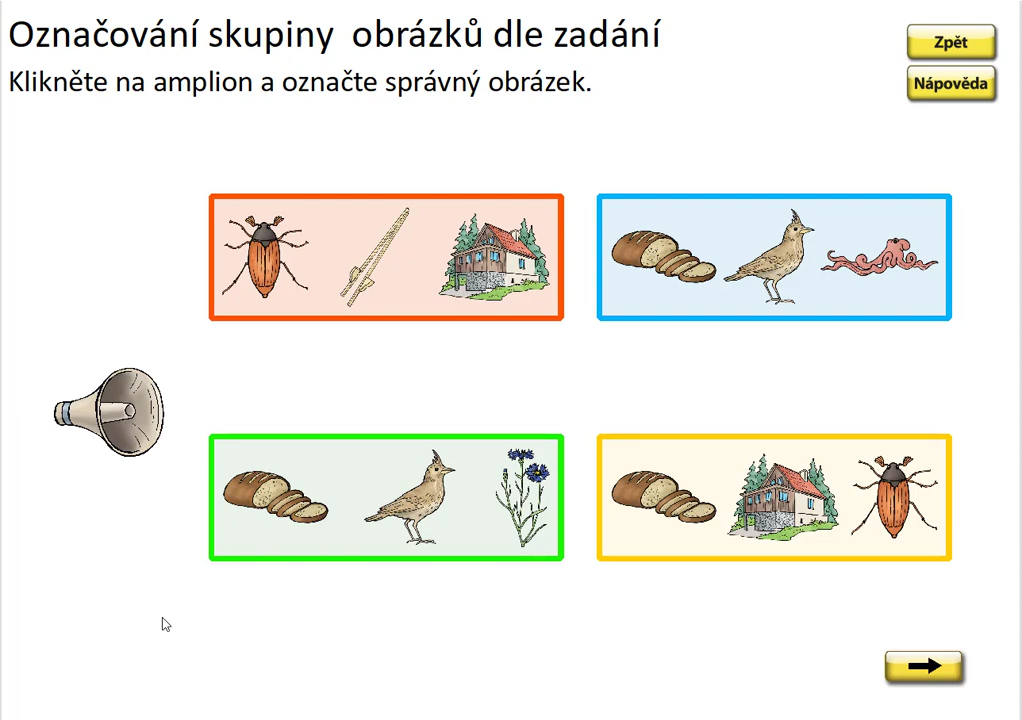 Označování skupiny  obrázků dle zadání
Zpět
Klikněte na amplion a označte správný obrázek.
Nápověda